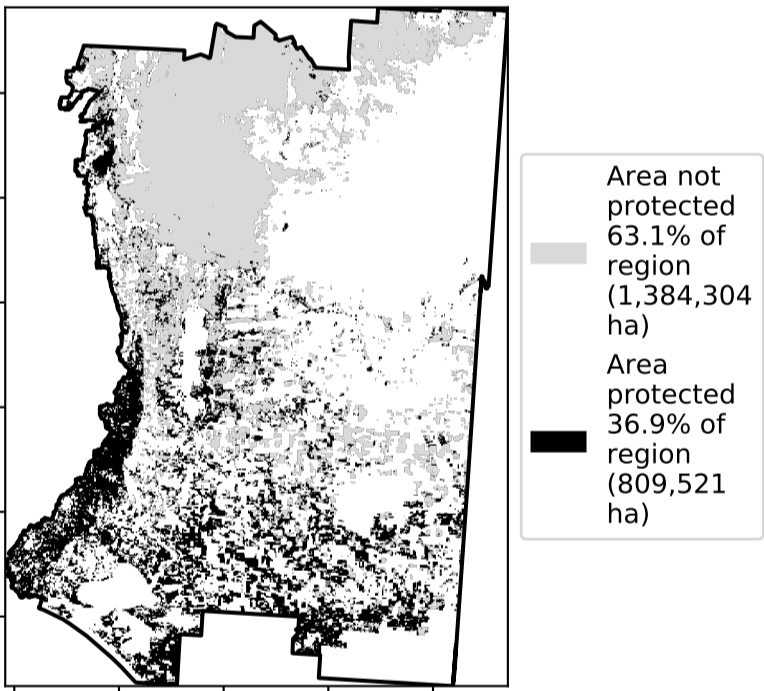 Area not
protected
63.1% of
region
(1,384,304
ha)
Area
protected
36.9% of
region
(809,521
ha)